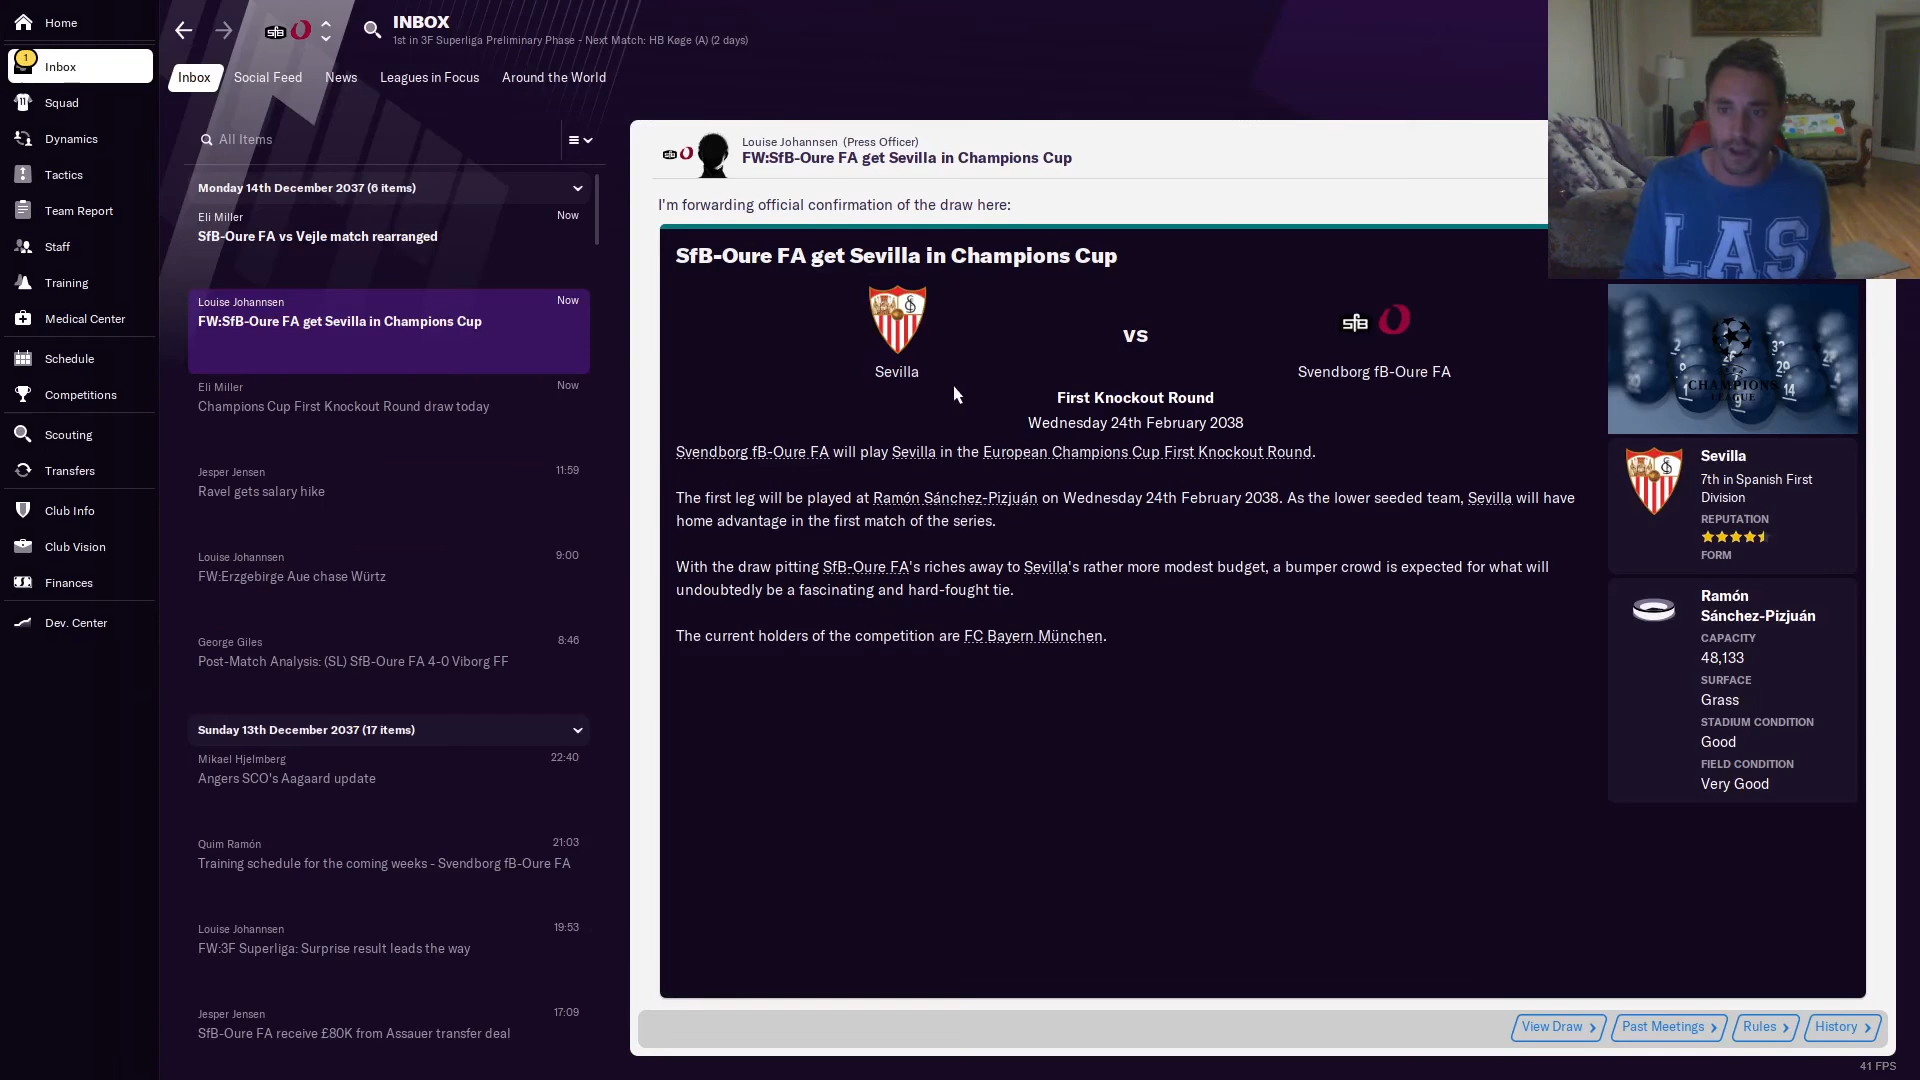 Home
Inbox
1
Squad
Dynamics
Tactics
Team Report
Staff
Training
Medical Center
Schedule
Competitions
Scouting
Transfers
Club Info
Club Vision
Finances
Dev. Center
sfb
INBOX
1st in 3F Superliga Preliminary Phase - Next Match: HB Køge (A) (2 days)
Inbox
Social Feed
News
Leagues in Focus
Around the World
All Items
Monday 14th December 2037 (6 items)
Eli Miller
Now
SfB-Oure FA vs Vejle match rearranged
Louise Johannsen
Now
FW:SfB-Oure FA get Sevilla in Champions Cup
Eli Miller
Now
Champions Cup First Knockout Round draw today
Jesper Jensen
11:59
Ravel gets salary hike
Louise Johannsen
9:00
FW:Erzgebirge Aue chase Würtz
George Giles
8:46
Post-Match Analysis: (SL) SfB-Oure FA 4-0 Viborg FF
Sunday 13th December 2037 (17 items)
Mikael Hjelmberg
22:40
Angers SCO's Aagaard update
Quim Ramón
21:03
Training schedule for the coming weeks - Svendborg fB-Oure FA
Louise Johannsen
19:53
FW:3F Superliga: Surprise result leads the way
Jesper Jensen
17:09
SfB-Oure FA receive £80K from Assauer transfer deal
Louise Johannsen (Press Officer)
FW:SfB-Oure FA get Sevilla in Champions Cup
I'm forwarding official confirmation of the draw here:
SfB-Oure FA get Sevilla in Champions Cup
vs
sfb
Sevilla
Svendborg fB-Oure FA
First Knockout Round
Wednesday 24th February 2038
Svendborg fB-Oure FA will play Sevilla in the European Champions Cup First Knockout Round.
The first leg will be played at Ramón Sánchez-Pizjuán on Wednesday 24th February 2038. As the lower seeded team, Sevilla will have
home advantage in the first match of the series.
With the draw pitting SfB-Oure FA's riches away to Sevilla's rather more modest budget, a bumper crowd is expected for what will
undoubtedly be a fascinating and hard-fought tie.
The current holders of the competition are FC Bayern München.
LAS
CHAMPIONS
LEAGUE
Sevilla
7th in Spanish First
Division
REPUTATION
FORM
Ramón
Sánchez-Pizjuán
CAPACITY
48,133
SURFACE
Grass
STADIUM CONDITION
Good
FIELD CONDITION
Very Good
View Draw
Past Meetings
Rules
History
41 FPS